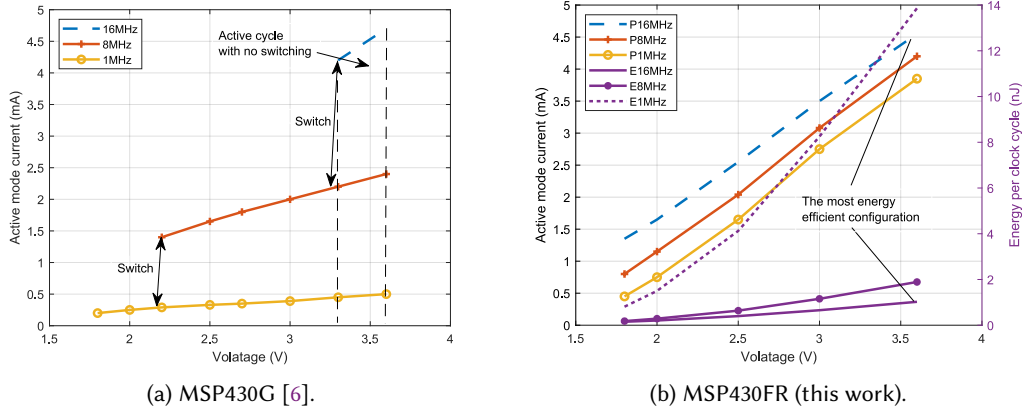 5
4.5
4
3.5
3
2.5
2
1.5
1
0.5
0
Active mode current (mA)
16MHz
8MHz
1MHz
Active cycle
with no switching
Switch
Switch
1.5
2
2.5
3
3.5
4
Volatage (V)
(a) MSP430G [6].
5
4.5
4
3.5
3
2.5
2
1.5
1
0.5
0
Active mode current (mA)
P16MHz
P8MHz
P1MHz
E16MHz
E8MHz
E1MHz
The most energy
efficient configuration
14
12
10
8
6
4
2
0
Energy per clock cycle (nJ)
1.5
2
2.5
3
3.5
4
Volatage (V)
(b) MSP430FR (this work).